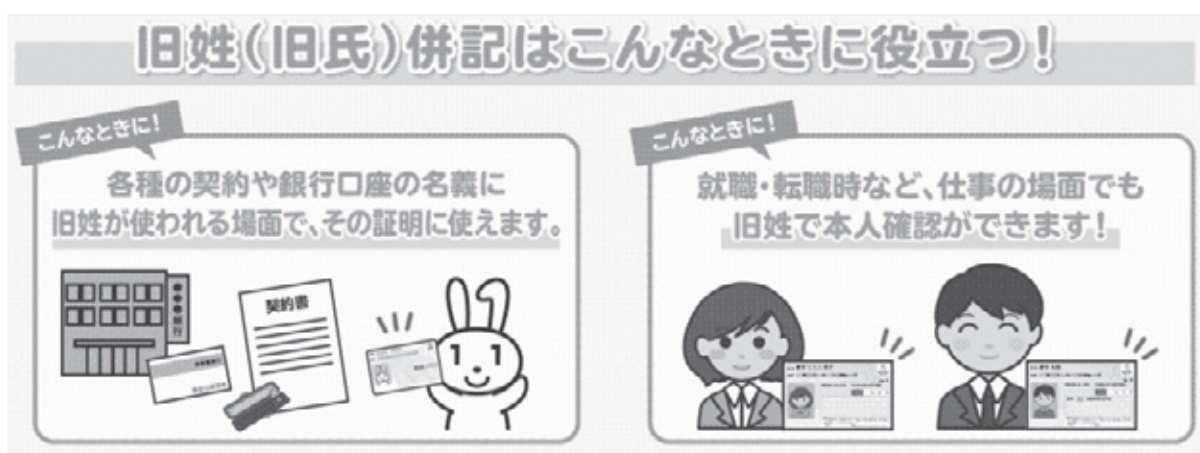 旧姓(旧氏)併記はこんなときに役立つ!
こんなときに!
各種の契約や銀行口座の名義に
旧姓が使われる場面で、その証明に使えます。
契約書
銀行
こんなときに!
就職・転職時など、仕事の場面でも
旧姓で本人確認ができます!